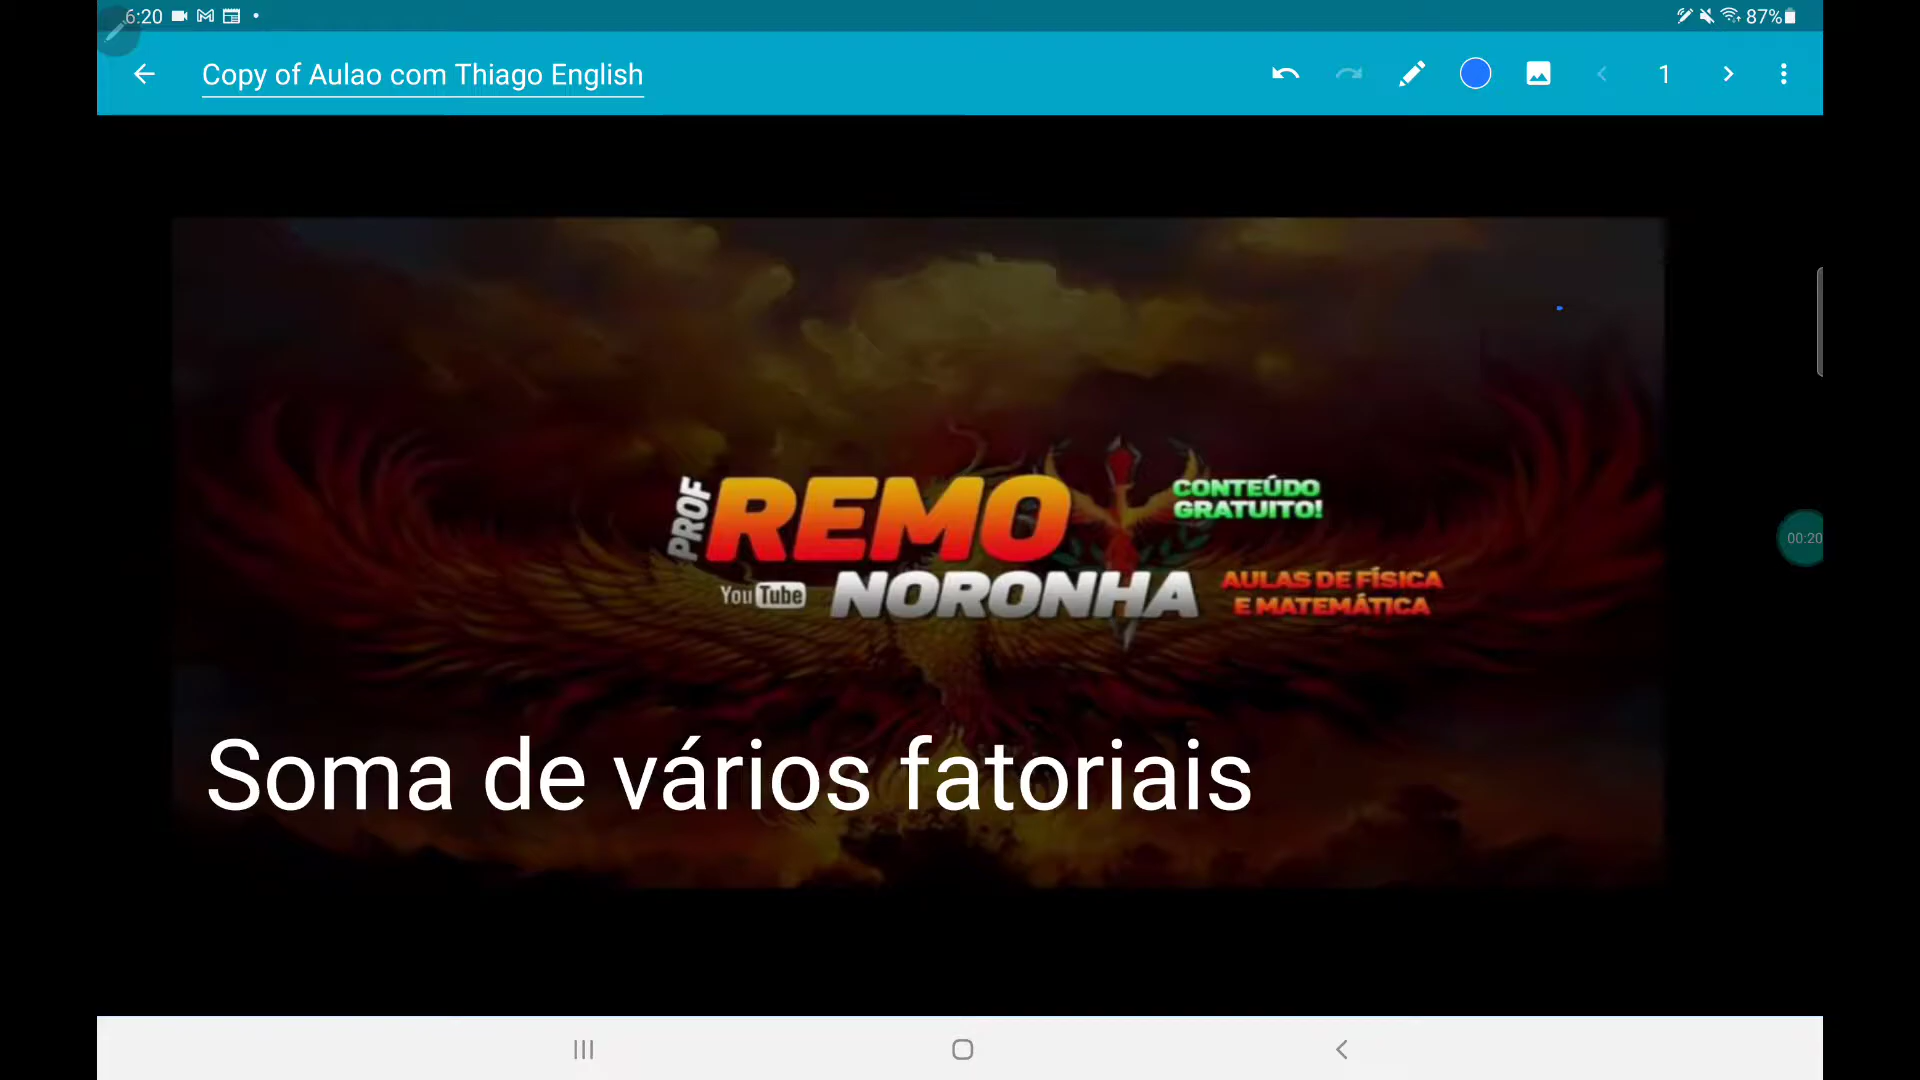 6:20
87%
Copy of Aulao com Thiago English
1
PROF
REMO
CONTEÚDO
GRATUITO!
YouTube
NORONHA
AULAS DE FÍSICA
E MATEMÁTICA
00:20
Soma de vários fatoriais